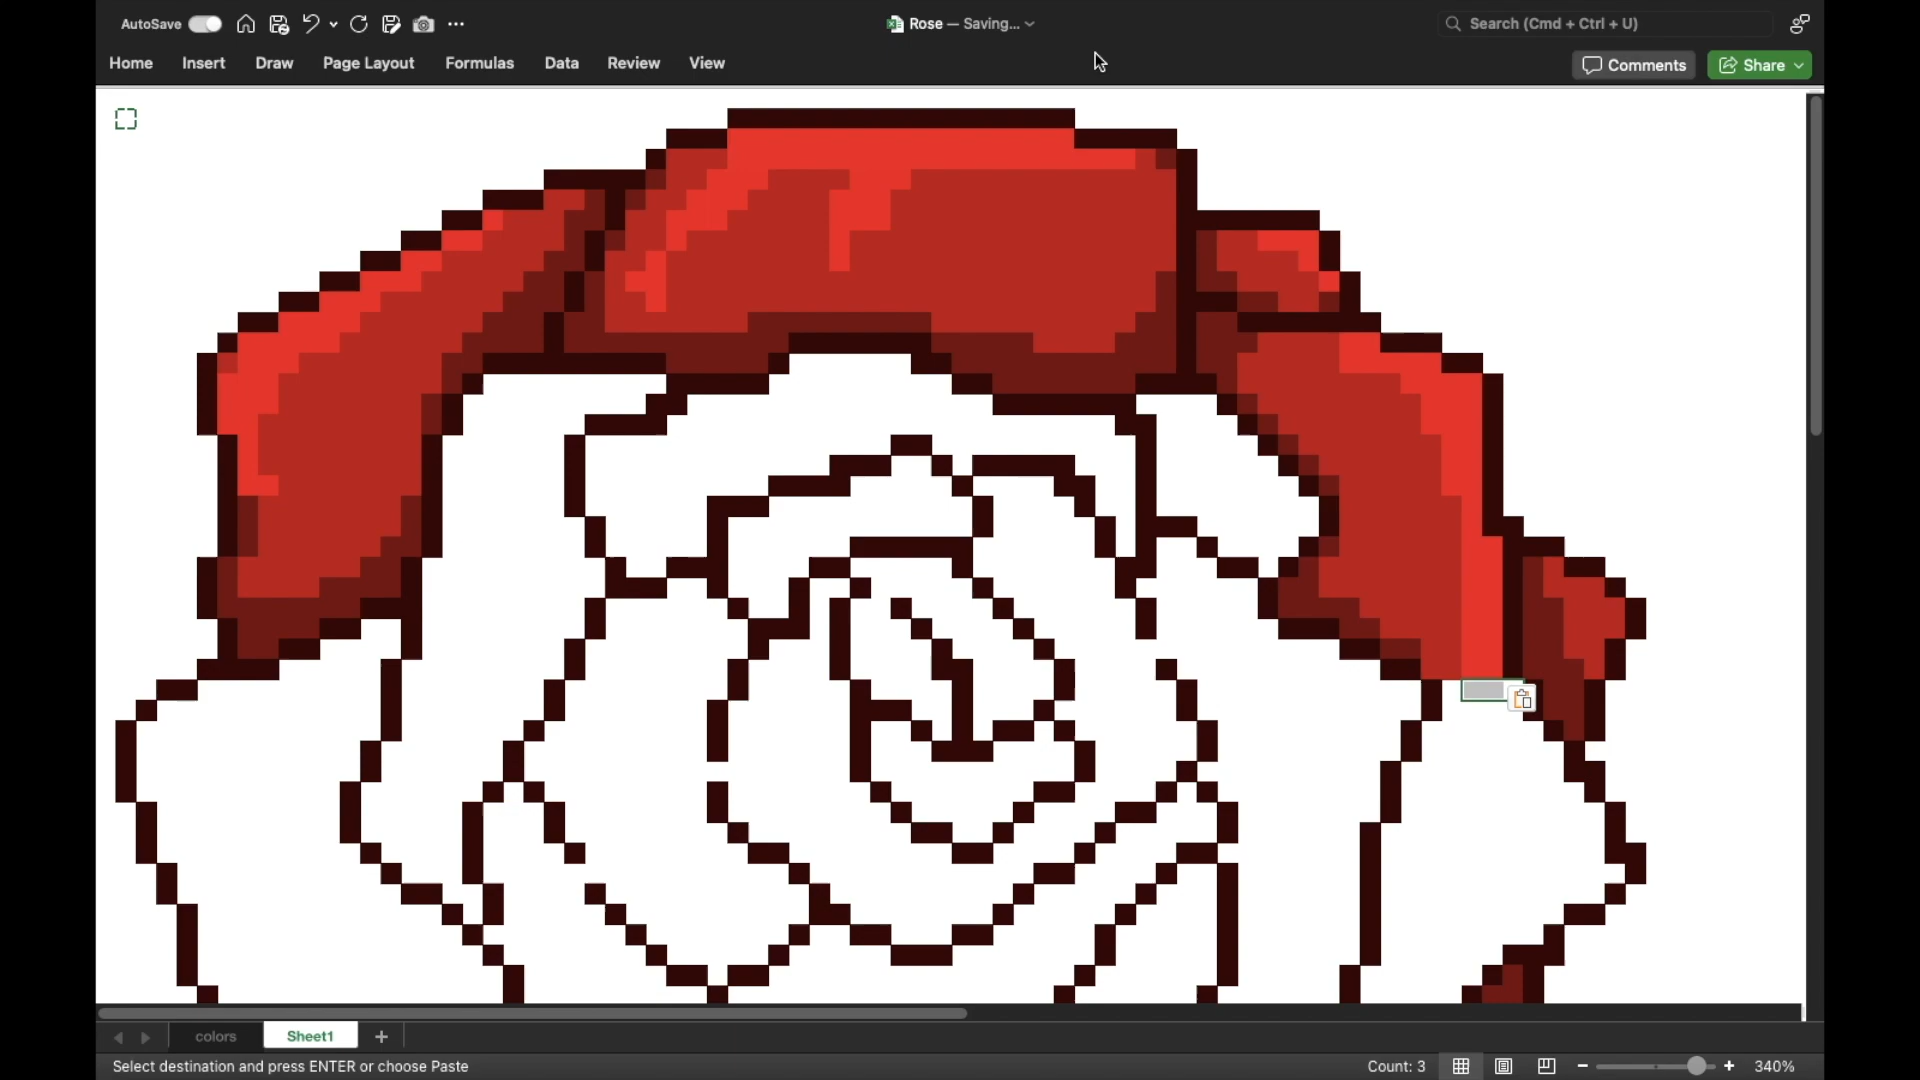 AutoSave
Rose — Saving...
Search (Cmd + Ctrl + U)
Home Insert Draw Page Layout Formulas Data Review View
Comments Share
colors Sheet1
Select destination and press ENTER or choose Paste
Count: 3
340%